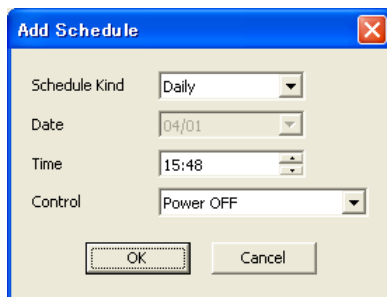 Add Schedule
Schedule Kind Daily
Date 04/01
Time 15:48
Control Power OFF
OK Cancel